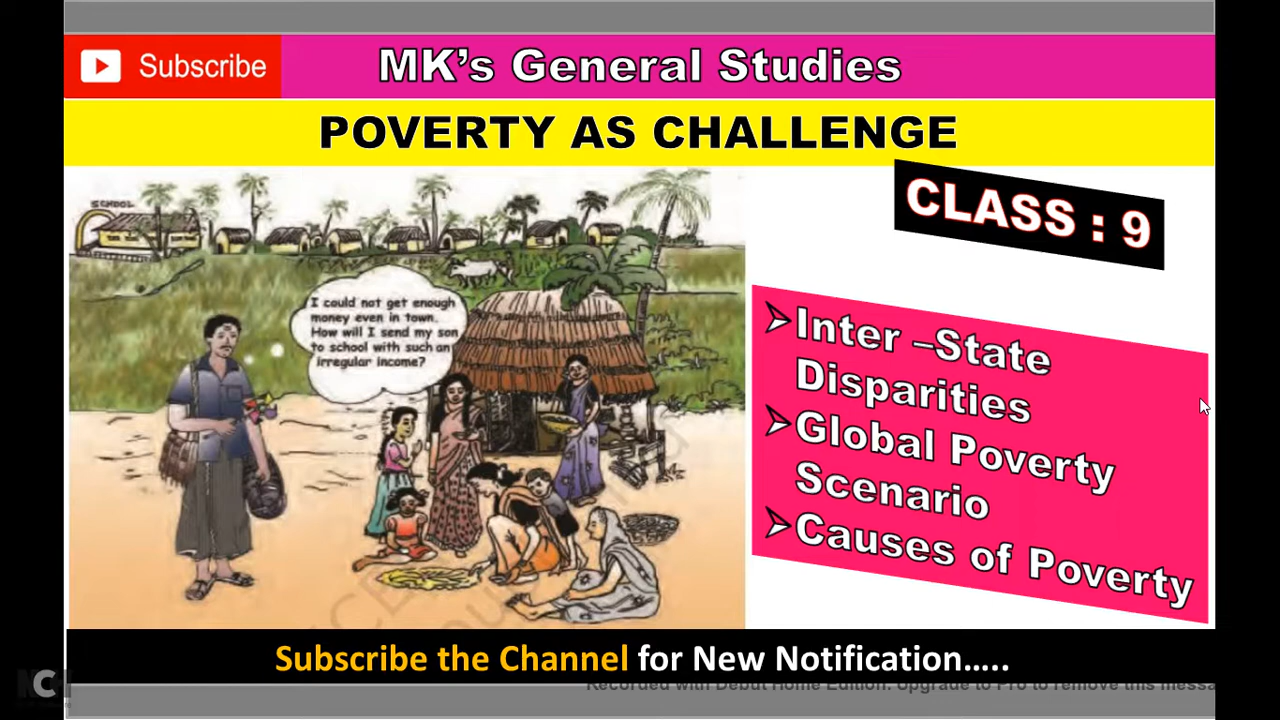 Subscribe
MK's General Studies
POVERTY AS CHALLENGE
CLASS : 9
SCHOOL
I could not get enough
money even in town.
How will I send my son
to school with such an
irregular income?
➢Inter –State
Disparities
➢Global Poverty
Scenario
➢Causes of Poverty
Subscribe the Channel for New Notification.....
Recorded with Debut Home Edition. Upgrade to Pro to remove this messa